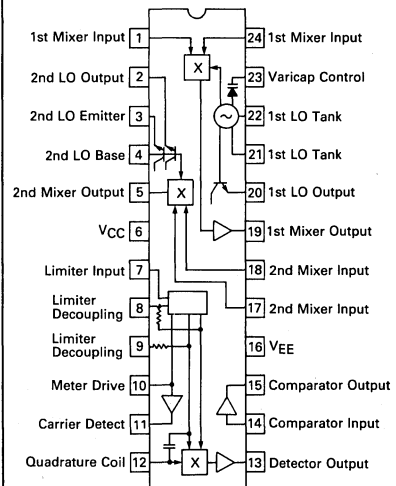 1st Mixer Input 1
24 1st Mixer Input
X
2nd LO Output 2
23 Varicap Control
2nd LO Emitter 3
22 1st LO Tank
2nd LO Base 4
21 1st LO Tank
2nd Mixer Output 5
X
20 1st LO Output
VCC 6
19 1st Mixer Output
Limiter Input 7
18 2nd Mixer Input
Limiter
Decoupling 8
17 2nd Mixer Input
Limiter
Decoupling 9
16 VEE
Meter Drive 10
15 Comparator Output
Carrier Detect 11
14 Comparator Input
Quadrature Coil 12
X
13 Detector Output